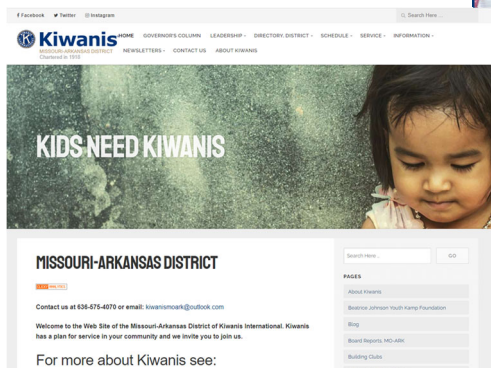 Facebook Twitter Instagram Search Here ...
Kiwanis
MISSOURI-ARKANSAS DISTRICT
Chartered in 1918
HOME GOVERNOR'S COLUMN LEADERSHIP DIRECTORY, DISTRICT SCHEDULE SERVICE INFORMATION
NEWSLETTERS CONTACT US ABOUT KIWANIS
KIDS NEED KIWANIS
MISSOURI-ARKANSAS DISTRICT
Contact us at 636-575-4070 or email: kiwanismoark@outlook.com
Welcome to the Web Site of the Missouri-Arkansas District of Kiwanis International. Kiwanis
has a plan for service in your community and we invite you to join us.
For more about Kiwanis see:
Search Here ... GO
PAGES
About Kiwanis
Beatrice Johnson Youth Kamp Foundation
Blog
Board Reports, MO-ARK
Building Clubs